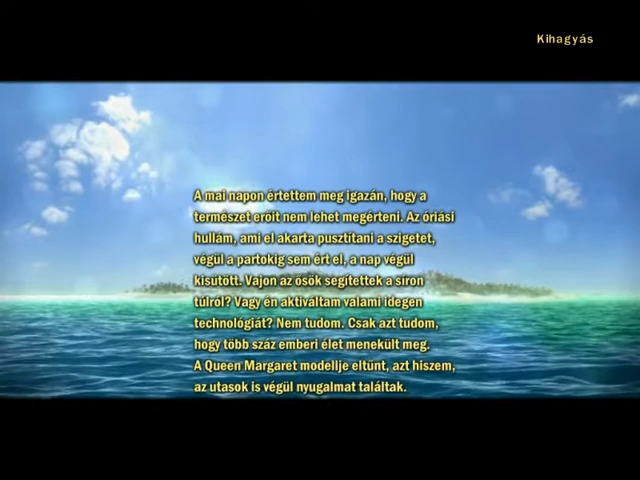 Kihagyás
A mai napon értettem meg igazán, hogy a
természet erőit nem lehet megérteni. Az óriási
hullám, ami el akarta pusztítani a szigetet,
végül a partokig sem ért el, a nap végül
kisütött. Vajon az ősök segítettek a síron
túlról? Vagy én aktiváltam valami idegen
technológiát? Nem tudom. Csak azt tudom,
hogy több száz emberi élet menekült meg.
A Queen Margaret modellje eltűnt, azt hiszem,
az utasok is végül nyugalmat találtak.